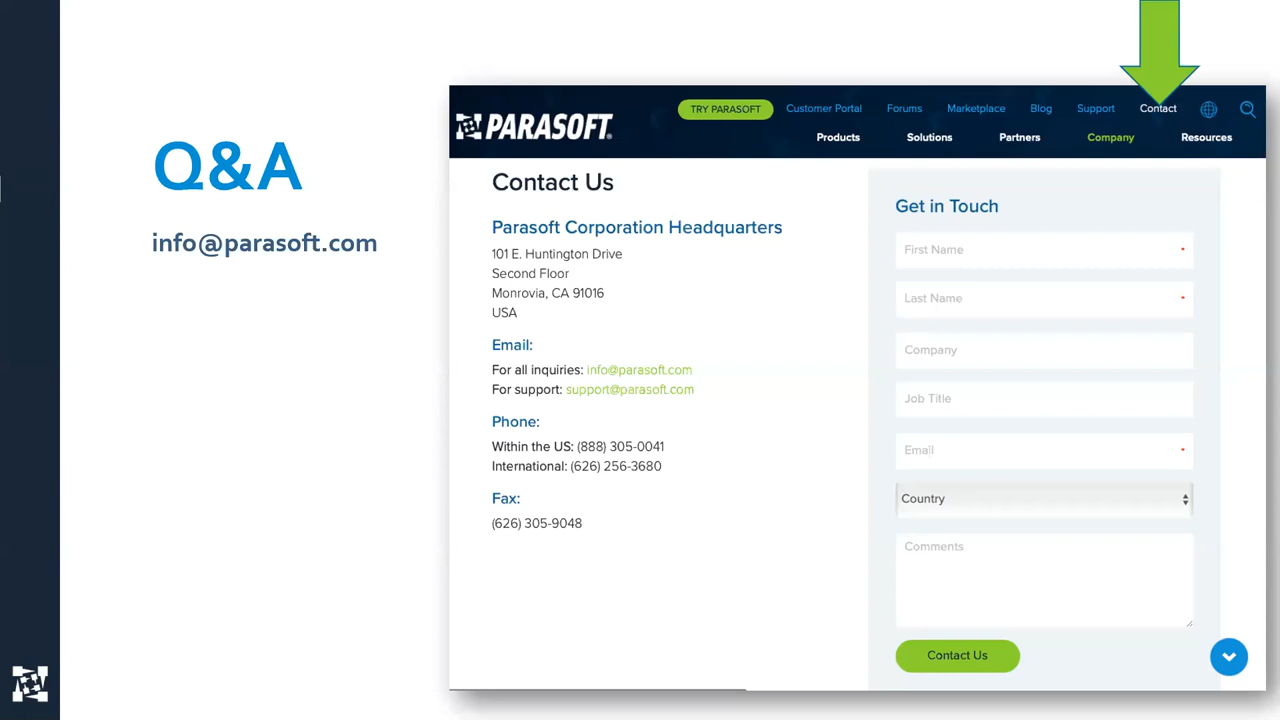 Q&A
info@parasoft.com
PARASOFT
TRY PARASOFT Customer Portal Forums Marketplace Blog Support Contact
Products Solutions Partners Company Resources
Contact Us
Parasoft Corporation Headquarters
101 E. Huntington Drive
Second Floor
Monrovia, CA 91016
USA
Email:
For all inquiries: info@parasoft.com
For support: support@parasoft.com
Phone:
Within the US: (888) 305-0041
International: (626) 256-3680
Fax:
(626) 305-9048
Get in Touch
First Name *
Last Name *
Company
Job Title
Email *
Country
Comments
Contact Us